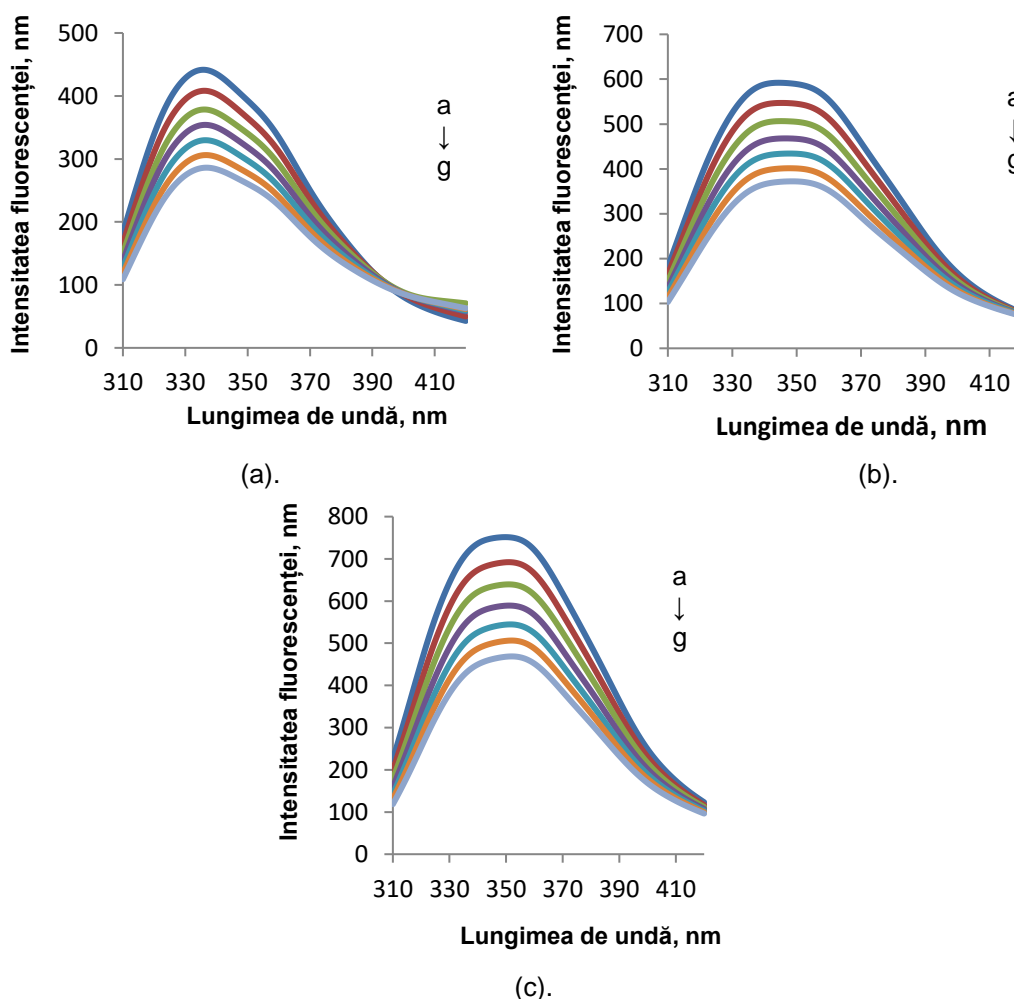 Intensitatea fluorescenței, nm
500
400
300
200
100
0
310 330 350 370 390 410
Lungimea de undă, nm
a
↓
g
(a).
Intensitatea fluorescenței, nm
700
600
500
400
300
200
100
0
310 330 350 370 390 410
Lungimea de undă, nm
a
↓
g
(b).
Intensitatea fluorescenței, nm
800
700
600
500
400
300
200
100
0
310 330 350 370 390 410
Lungimea de undă, nm
a
↓
g
(c).